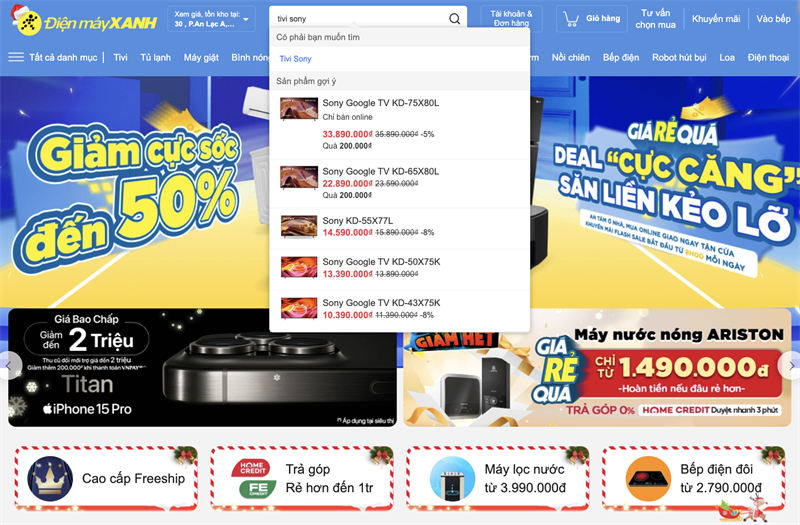 Điện máy XANH
Xem giá, tồn kho tại:
30 , P.An Lạc A,...
tivi sony
Tài khoản &
Đơn hàng
Giỏ hàng
Tư vấn
chọn mua
Khuyến mãi
Vào bếp
Tất cả danh mục
Tivi
Tủ lạnh
Máy giặt
Bình nóng
Nồi chiên
Bếp điện
Robot hút bụi
Loa
Điện thoại
Có phải bạn muốn tìm
Tivi Sony
Sản phẩm gợi ý
Sony Google TV KD-75X80L
Chỉ bán online
33.890.000₫ 35.890.000₫ -5%
Quà 200.000₫
Sony Google TV KD-65X80L
22.890.000₫ 23.590.000₫
Quà 200.000₫
Sony KD-55X77L
14.590.000₫ 15.890.000₫ -8%
Sony Google TV KD-50X75K
13.390.000₫ 13.890.000₫
Sony Google TV KD-43X75K
10.390.000₫ 11.390.000₫ -8%
Giảm cực sốc
đến 50%
GIÁ RẺ QUÁ
DEAL “CỰC CĂNG”
SĂN LIỀN KẺO LỠ
AN TÂM Ở NHÀ, MUA ONLINE GIAO NGAY TẬN CỬA
KHUYẾN MÃI FLASH SALE BẮT ĐẦU TỪ 8H00 MỖI NGÀY
Giá Bao Chấp
Giảm đến 2 Triệu
Thu cũ đổi mới trợ giá đến 2 triệu
Giảm thêm 200.000₫ khi thanh toán VNPAY
Titan
iPhone 15 Pro
* Áp dụng tại siêu thị
GIẢM HẾT
GIÁ
RẺ
QUÁ
Máy nước nóng ARISTON
CHỈ TỪ 1.490.000đ
-Hoàn tiền nếu đâu rẻ hơn-
TRẢ GÓP 0% HOME CREDIT Duyệt nhanh 3 phút
Cao cấp Freeship
HOME CREDIT
FE CREDIT
Trả góp
Rẻ hơn đến 1tr
Máy lọc nước
từ 3.990.000đ
Bếp điện đôi
từ 2.790.000đ